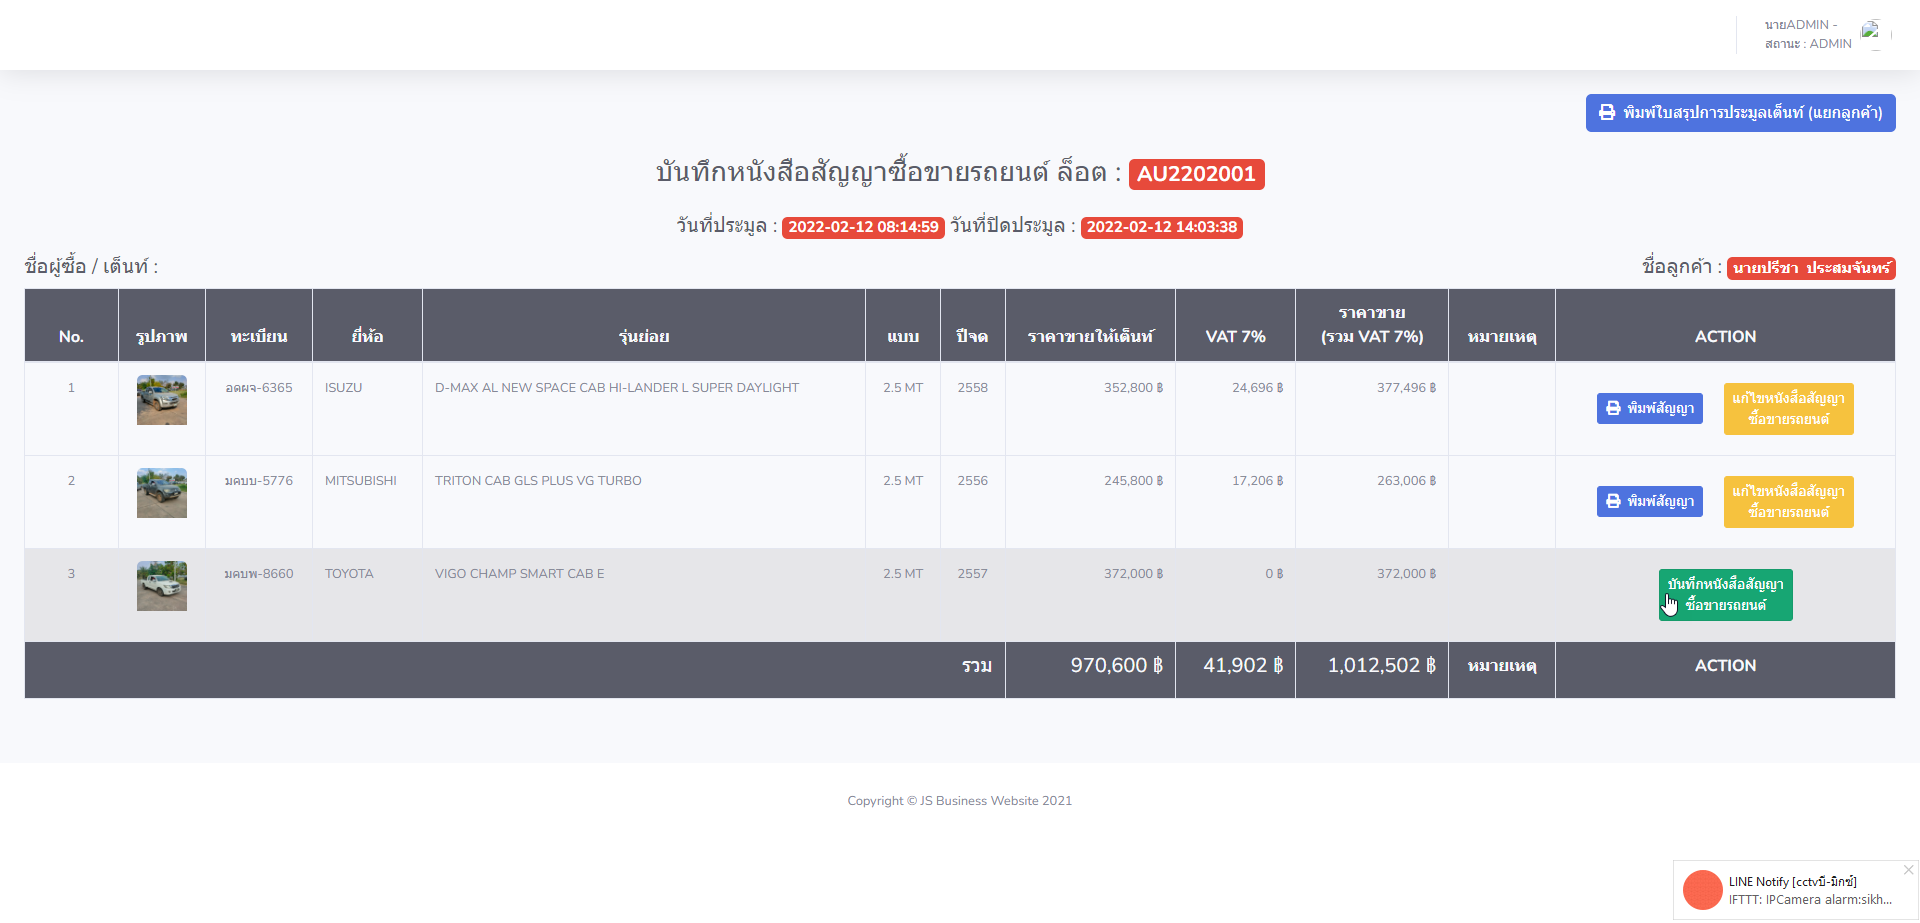 นายADMIN -
สถานะ : ADMIN
พิมพ์ใบสรุปการประมูลเต็นท์ (แยกลูกค้า)
บันทึกหนังสือสัญญาซื้อขายรถยนต์ ล็อต : AU2202001
วันที่ประมูล : 2022-02-12 08:14:59 วันที่ปิดประมูล : 2022-02-12 14:03:38
ชื่อผู้ซื้อ / เต็นท์ : ชื่อลูกค้า : นายปรีชา ประสมจันทร์
No. รูปภาพ ทะเบียน ยี่ห้อ รุ่นย่อย แบบ ปีจด ราคาขายให้เต็นท์ VAT 7% ราคาขาย (รวม VAT 7%) หมายเหตุ ACTION
1 อตผจ-6365 ISUZU D-MAX AL NEW SPACE CAB HI-LANDER L SUPER DAYLIGHT 2.5 MT 2558 352,800 ฿ 24,696 ฿ 377,496 ฿ พิมพ์สัญญา แก้ไขหนังสือสัญญา
ซื้อขายรถยนต์
2 มคบบ-5776 MITSUBISHI TRITON CAB GLS PLUS VG TURBO 2.5 MT 2556 245,800 ฿ 17,206 ฿ 263,006 ฿ พิมพ์สัญญา แก้ไขหนังสือสัญญา
ซื้อขายรถยนต์
3 มคบพ-8660 TOYOTA VIGO CHAMP SMART CAB E 2.5 MT 2557 372,000 ฿ 0 ฿ 372,000 ฿ บันทึกหนังสือสัญญา
ซื้อขายรถยนต์
รวม 970,600 ฿ 41,902 ฿ 1,012,502 ฿ หมายเหตุ ACTION
Copyright © JS Business Website 2021
LINE Notify [cctvบี-มิกซ์]
IFTTT: IPCamera alarm:sikh...